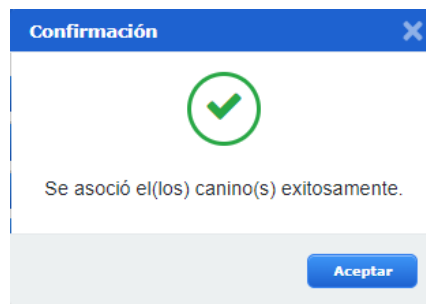 Confirmación
Se asoció el(los) canino(s) exitosamente.
Aceptar